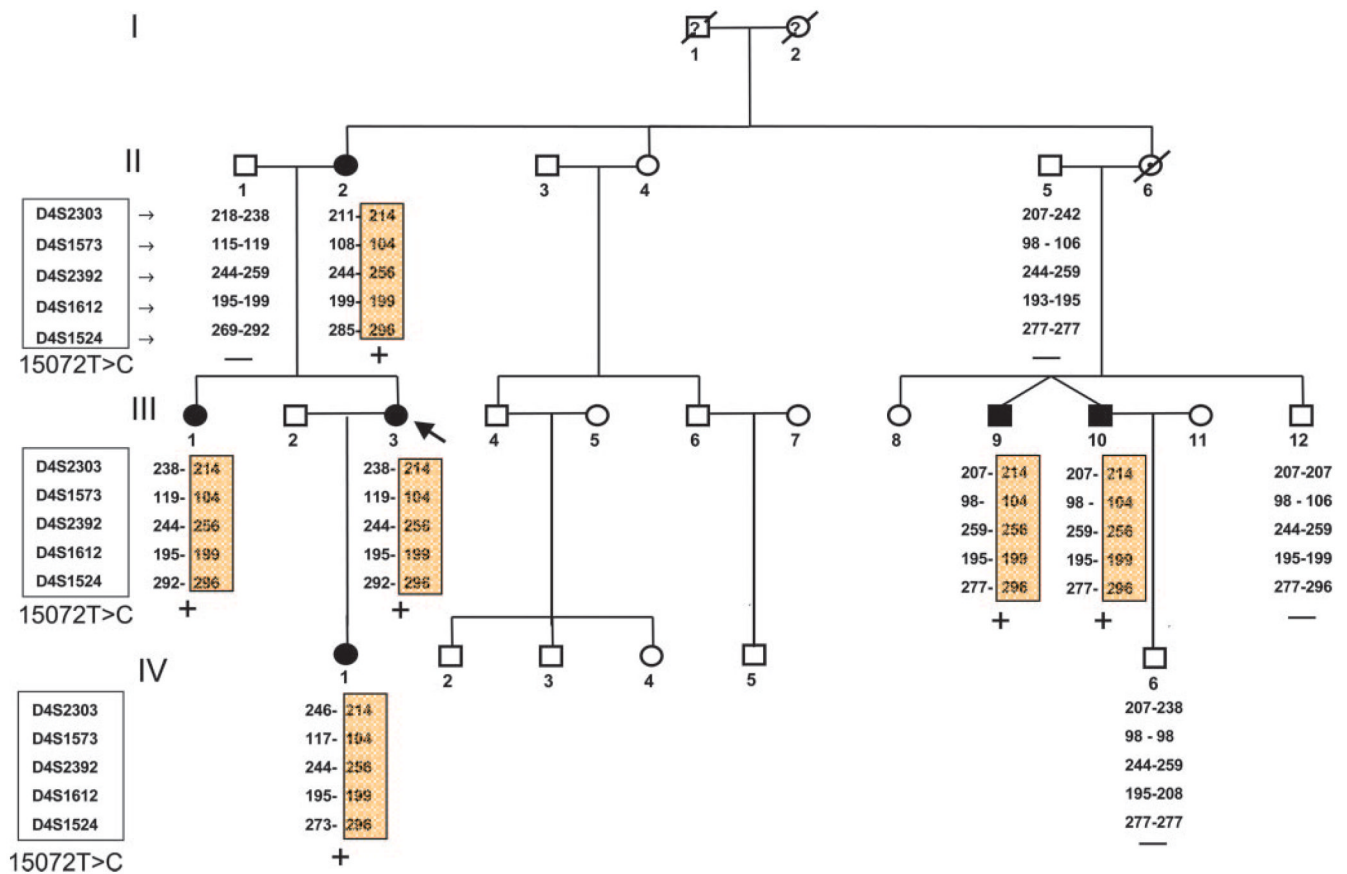 I
? ?
1 2
II
1 2 3 4 5 6
D4S2303 → 218-238 211- 214 207-242
D4S1573 → 115-119 108- 104 98 - 106
D4S2392 → 244-259 244- 256 244-259
D4S1612 → 195-199 199- 199 193-195
D4S1524 → 269-292 285- 296 277-277
15072T>C — + —
III
1 2 3 4 5 6 7 8 9 10 11 12
D4S2303 238- 214 238- 214 207- 214 207- 214 207-207
D4S1573 119- 104 119- 104 98- 104 98 - 104 98 - 106
D4S2392 244- 256 244- 256 259- 256 259- 256 244-259
D4S1612 195- 199 195- 199 195- 199 195- 199 195-199
D4S1524 292- 296 292- 296 277- 296 277- 296 277-296
15072T>C + + + + —
IV
1 2 3 4 5 6
D4S2303 246- 214 207-238
D4S1573 117- 104 98 - 98
D4S2392 244- 256 244-259
D4S1612 195- 199 195-208
D4S1524 273- 296 277-277
15072T>C + —